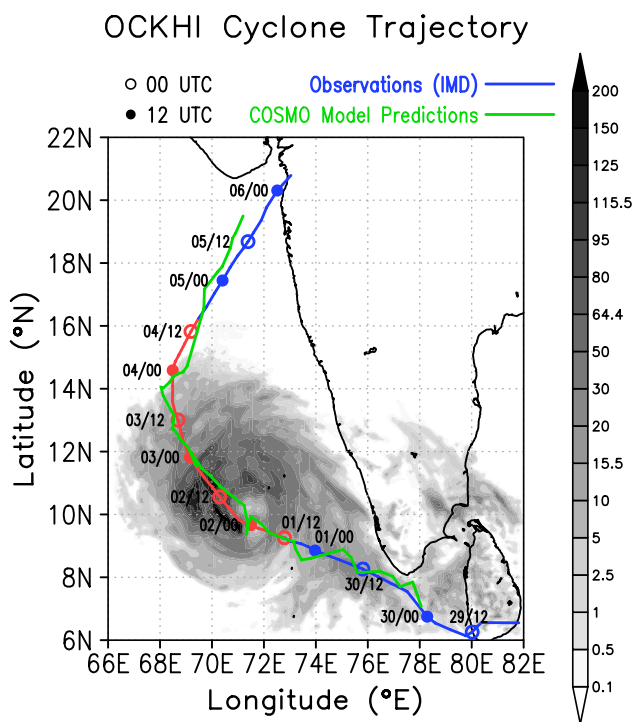 OCKHI Cyclone Trajectory
00 UTC
Observations (IMD)
12 UTC
COSMO Model Predictions
22N
20N
18N
16N
14N
12N
10N
8N
6N
Latitude (°N)
06/00
05/12
05/00
04/12
04/00
03/12
03/00
02/12
02/00
01/12
01/00
30/12
30/00
29/12
66E 68E 70E 72E 74E 76E 78E 80E 82E
Longitude (°E)
200
150
125
115.5
95
80
64.4
50
30
20
15.5
10
5
2.5
1
0.5
0.1